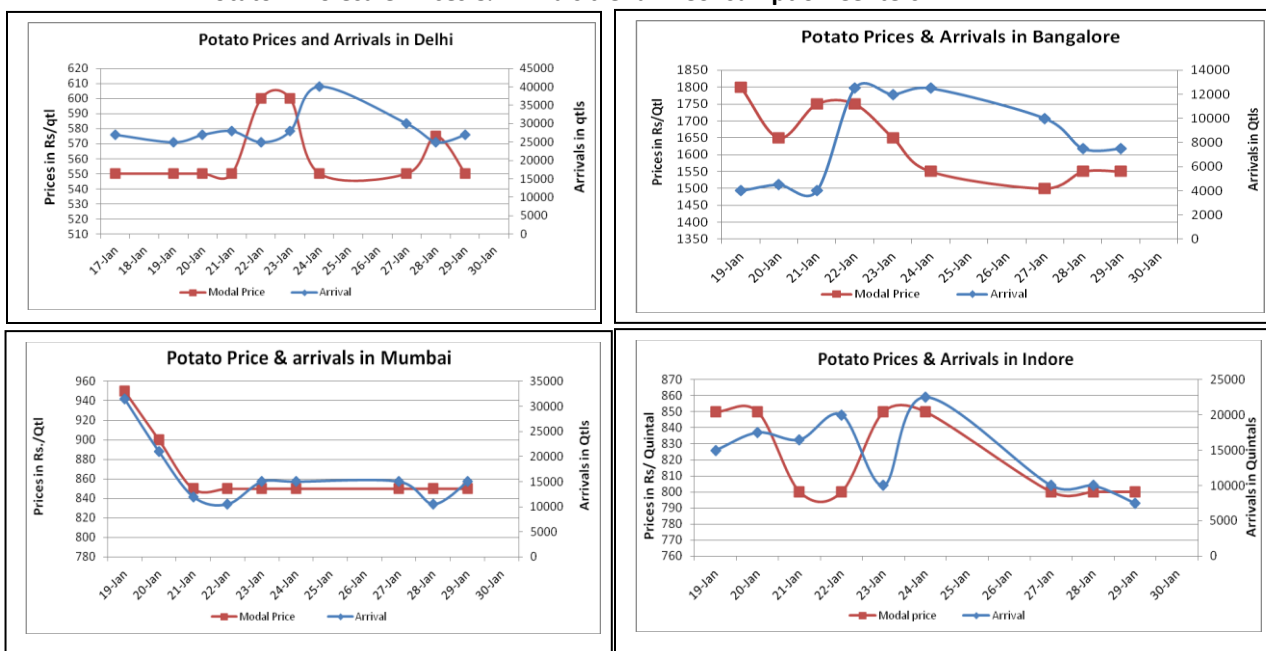 Potato Prices and Arrivals in Delhi
Prices in Rs/qtl
620
610
600
590
580
570
560
550
540
530
520
510
45000
40000
35000
30000
25000
20000
15000
10000
5000
0
Arrivals in qtls
17-Jan
18-Jan
19-Jan
20-Jan
21-Jan
22-Jan
23-Jan
24-Jan
25-Jan
26-Jan
27-Jan
28-Jan
29-Jan
30-Jan
Modal Price Arrival
Potato Prices & Arrivals in Bangalore
Prices in Rs/Qtl
1850
1800
1750
1700
1650
1600
1550
1500
1450
1400
1350
14000
12000
10000
8000
6000
4000
2000
0
Arrivals in Qtls
19-Jan
20-Jan
21-Jan
22-Jan
23-Jan
24-Jan
25-Jan
26-Jan
27-Jan
28-Jan
29-Jan
30-Jan
Modal Price Arrival
Potato Price & arrivals in Mumbai
Prices in Rs./Qtl
960
940
920
900
880
860
840
820
800
780
35000
30000
25000
20000
15000
10000
5000
0
Arrivals in Qtls
19-Jan
20-Jan
21-Jan
22-Jan
23-Jan
24-Jan
25-Jan
26-Jan
27-Jan
28-Jan
29-Jan
30-Jan
Modal Price Arrival
Potato Prices & Arrivals in Indore
Prices in Rs/ Quintal
870
860
850
840
830
820
810
800
790
780
770
760
25000
20000
15000
10000
5000
0
Arrivals in Quintals
19-Jan
20-Jan
21-Jan
22-Jan
23-Jan
24-Jan
25-Jan
26-Jan
27-Jan
28-Jan
29-Jan
30-Jan
Modal price Arrival